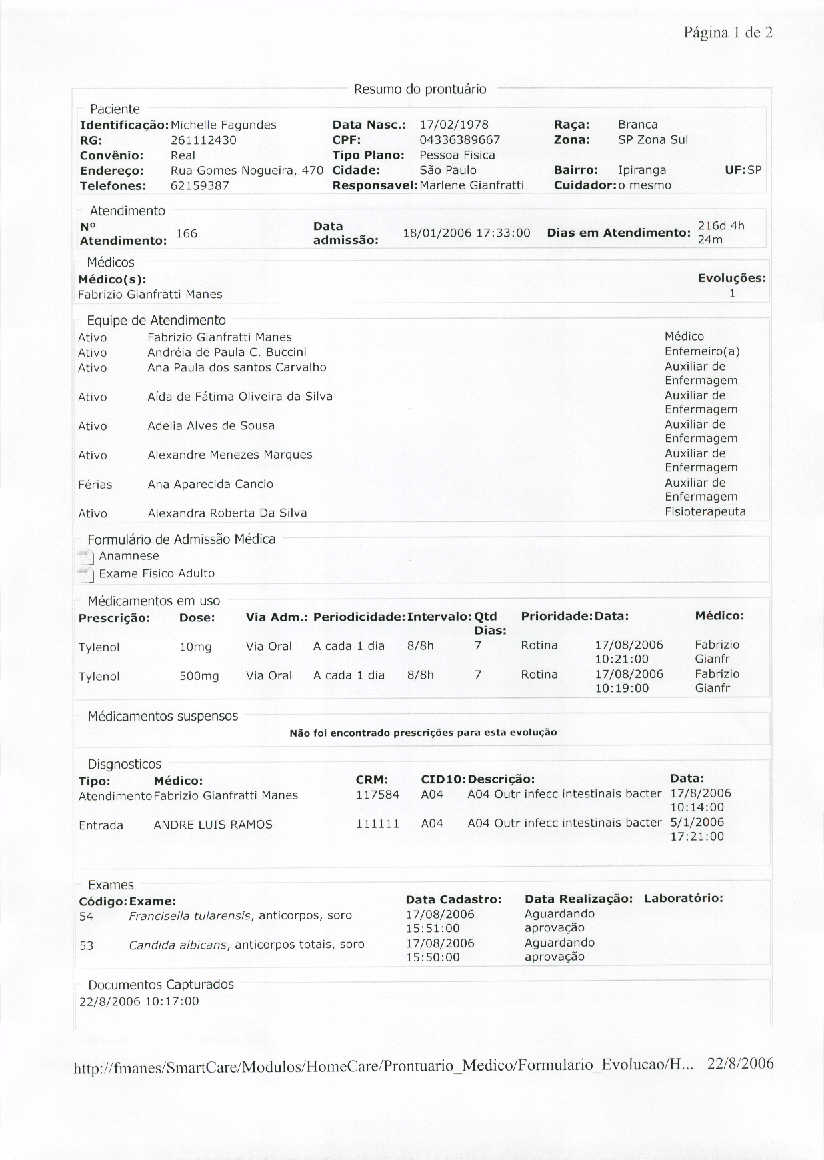 Página 1 de 2
Resumo do prontuário
Paciente
Identificação: Michelle Fagundes Data Nasc.: 17/02/1978 Raça: Branca
RG: 261112430 CPF: 04336389667 Zona: SP Zona Sul
Convênio: Real Tipo Plano: Pessoa Física
Endereço: Rua Gomes Nogueira, 470 Cidade: São Paulo Bairro: Ipiranga UF:SP
Telefones: 62159387 Responsavel: Marlene Gianfratti Cuidador: o mesmo
Atendimento
Nº Atendimento: 166 Data admissão: 18/01/2006 17:33:00 Dias em Atendimento: 216d 4h 24m
Médicos
Médico(s): Evoluções:
Fabrizio Gianfratti Manes 1
Equipe de Atendimento
Ativo Fabrizio Gianfratti Manes Médico
Ativo Andréia de Paula C. Buccini Enfemeiro(a)
Ativo Ana Paula dos santos Carvalho Auxiliar de
Enfermagem
Ativo Aída de Fátima Oliveira da Silva Auxiliar de
Enfermagem
Ativo Adelia Alves de Sousa Auxiliar de
Enfermagem
Ativo Alexandre Menezes Marques Auxiliar de
Enfermagem
Férias Ana Aparecida Cancio Auxiliar de
Enfermagem
Ativo Alexandra Roberta Da Silva Fisioterapeuta
Formulário de Admissão Médica
Anamnese
Exame Fisico Adulto
Médicamentos em uso
Prescrição: Dose: Via Adm.: Periodicidade: Intervalo: Qtd Prioridade: Data: Médico:
Dias:
Tylenol 10mg Via Oral A cada 1 dia 8/8h 7 Rotina 17/08/2006 Fabrizio
10:21:00 Gianfr
Tylenol 500mg Via Oral A cada 1 dia 8/8h 7 Rotina 17/08/2006 Fabrizio
10:19:00 Gianfr
Médicamentos suspensos
Não foi encontrado prescrições para esta evolução
Disgnosticos
Tipo: Médico: CRM: CID10: Descrição: Data:
Atendimento Fabrizio Gianfratti Manes 117584 A04 A04 Outr infecc intestinais bacter 17/8/2006
10:14:00
Entrada ANDRE LUIS RAMOS 111111 A04 A04 Outr infecc intestinais bacter 5/1/2006
17:21:00
Exames
Código: Exame: Data Cadastro: Data Realização: Laboratório:
54 Francisella tularensis, anticorpos, soro 17/08/2006 Aguardando
15:51:00 aprovação
53 Candida albicans, anticorpos totais, soro 17/08/2006 Aguardando
15:50:00 aprovação
Documentos Capturados
22/8/2006 10:17:00
http://fmanes/SmartCare/Modulos/HomeCare/Prontuario_Medico/Formulario_Evolucao/H... 22/8/2006